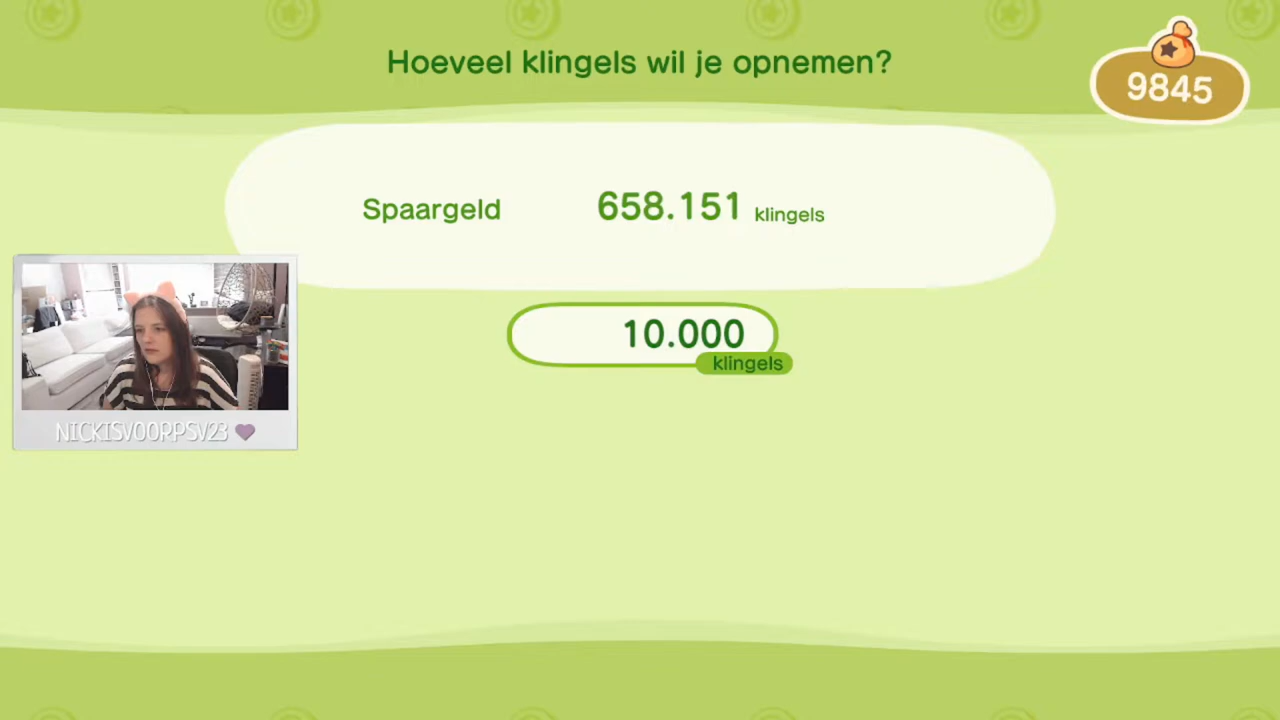 Hoeveel klingels wil je opnemen?
9845
Spaargeld 658.151 klingels
10.000
klingels
NICKISVOORPSV23